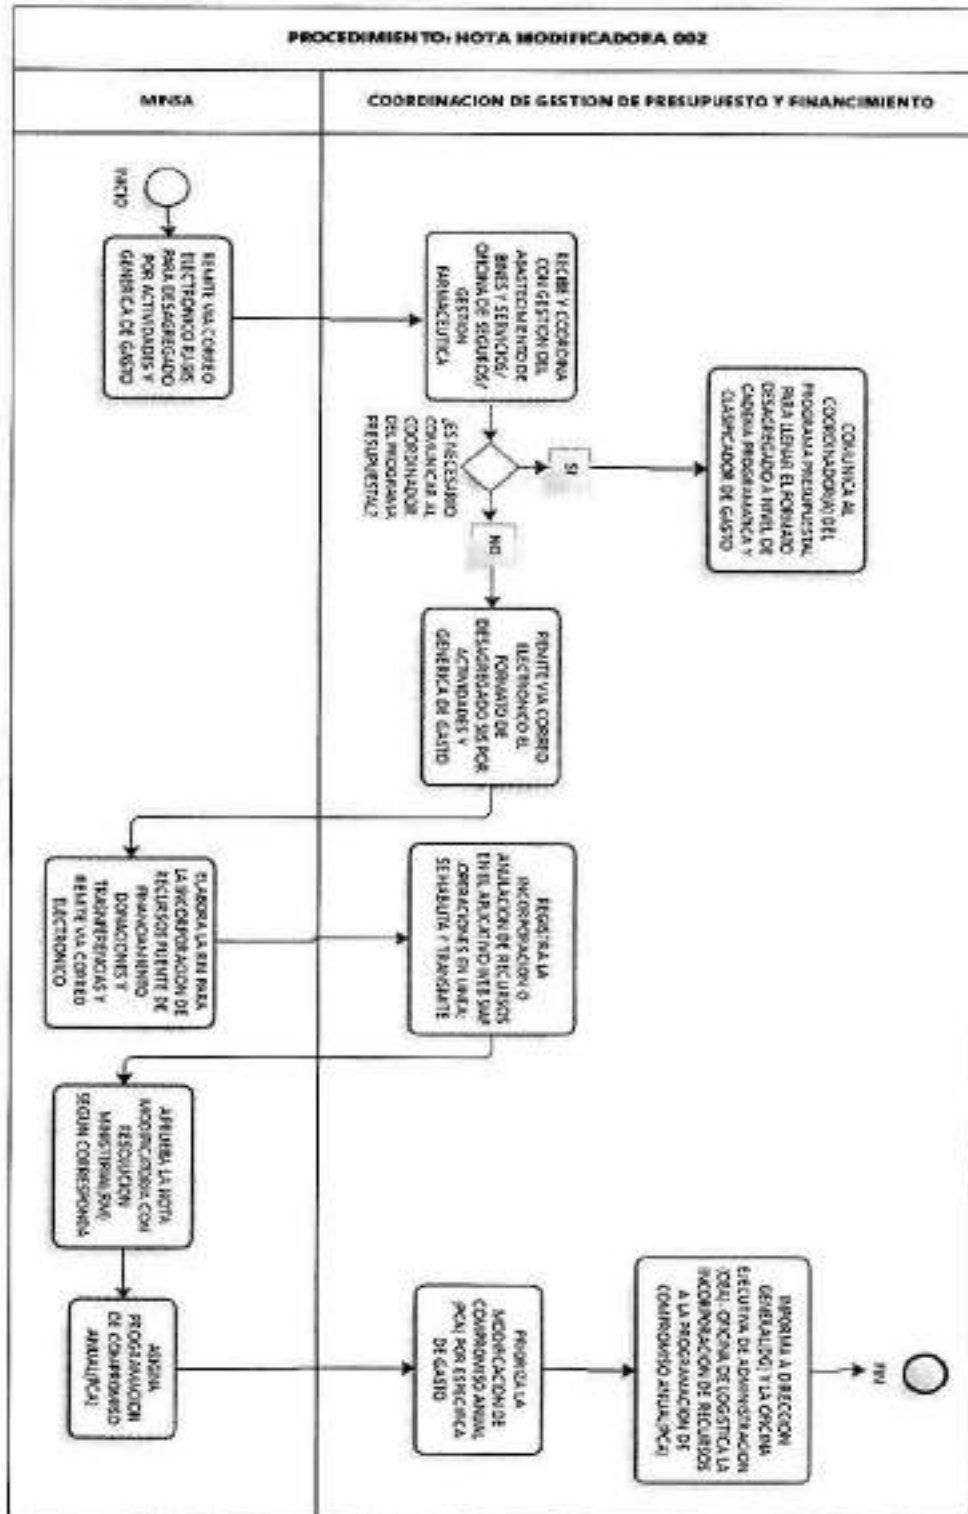 PROCEDIMIENTO: NOTA MODIFICADORA 002
MINSA
COORDINACION DE GESTION DE PRESUPUESTO Y FINANCIMIENTO
INICIO
REMITE VIA CORREO
ELECTRONICO RJ-SIS
PARA DESAGREGADO
POR ACTIVIDADES Y
GENERICA DE GASTO
RECIBE Y COORDINA
CON GESTION DEL
ABASTECIMIENTO DE
BINES Y SERVICIOS/
OFICINA DE SEGUROS/
GESTION
FARMACEUTICA
¿ES NECESARIO
COMUNICAR AL
COORDINADOR
DEL PROGRAMA
PRESUPUESTAL?
SI
COMUNICA AL
COORDINADOR(A) DEL
PROGRAMA PRESUPUESTAL
PARA LLENAR EL FORMATO
DESAGREGADO A NIVEL DE
CADENA PROGRAMATICA Y
CLASIFICADOR DE GASTO
NO
REMITE VIA CORREO
ELECTRONICO EL
FORMATO DE
DESAGREGADO SIS POR
ACTIVIDADES Y
GENERICA DE GASTO
ELABORA LA RM PARA
LA INCORPORACION DE
RECURSOS FUENTE DE
FINANCIAMIENTO
DONACIONES Y
TRASNFERENCIAS Y
REMITE VIA CORREO
ELECTRONICO
REGISTRA LA
INCORPORACION O
ANULACION DE RECURSOS
EN EL APLICATIVO WEB SIAF
OPERACIONES EN LINEA;
SE HABILITA Y TRANSMITE
APRUEBA LA NOTA
MODIFICATORIA CON
RESOLUCION
MINISTERIAL(RM)
SEGUN CORRESPONDA
ASIGNA
PROGRAMACION
DE COMPROMISO
ANUAL(PCA)
PRIORIZA LA
MODIFICACION DE
COMPROMISO ANUAL
(PCA) POR ESPECIFICA
DE GASTO
INFORMA A DIRECCION
GENERAL(DG) Y LA OFICINA
EJECUTIVA DE ADMINISTRACION
(OEA) - OFICINA DE LOGISTICA LA
INCORPORACION DE RECURSOS
A LA PROGRAMACION DE
COMPROMISO ANUAL(PCA)
FIN